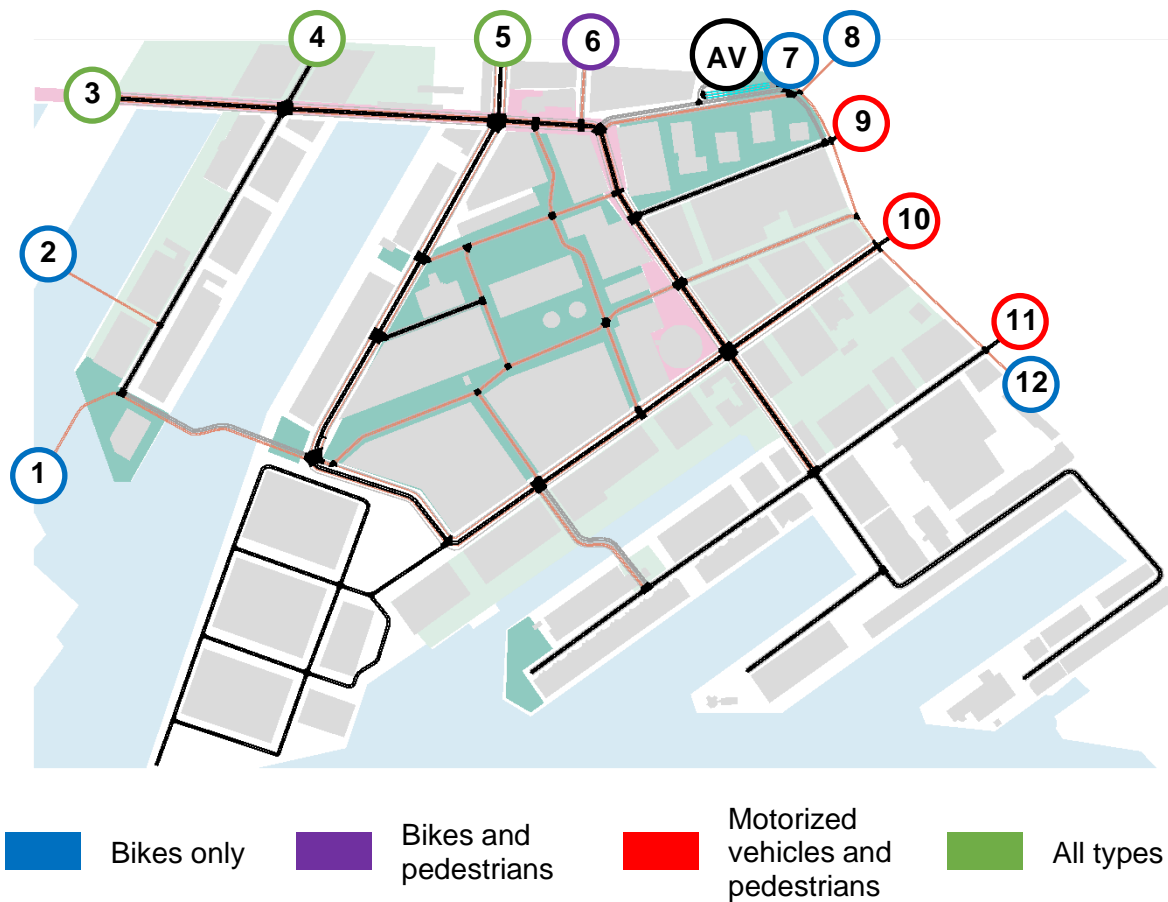 4
5
6
AV
7
8
3
9
10
2
11
12
1
Bikes only
Bikes and
pedestrians
Motorized
vehicles and
pedestrians
All types